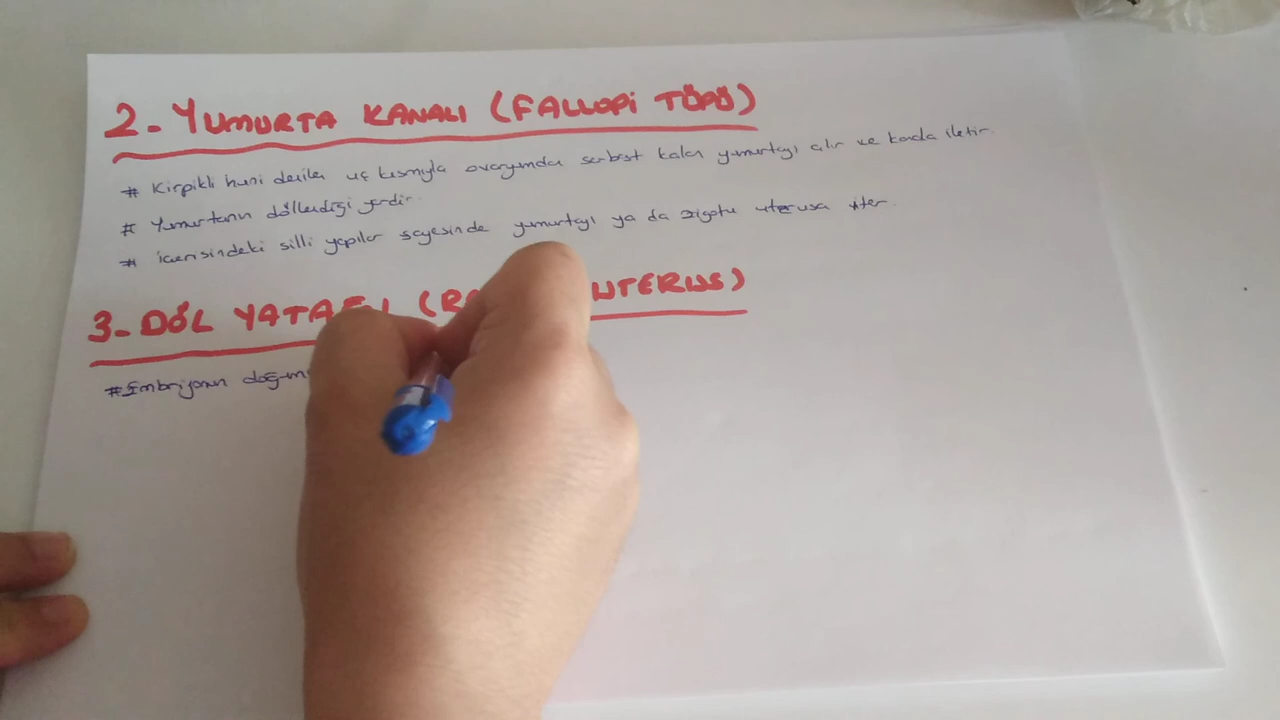 2- YUMURTA KANALI (FALLOPİ TÜPÜ)
# Kirpikli huni denilen uç kısmıyla ovaryumdan serbest kalan yumurtayı alır ve kanala iletir.
# Yumurtanın döllendiği yerdir.
# İçerisindeki silli yapılar sayesinde yumurtayı ya da zigotu uterusa iter.
3- DÖL YATAĞI ( UTERUS)
# Embriyonun